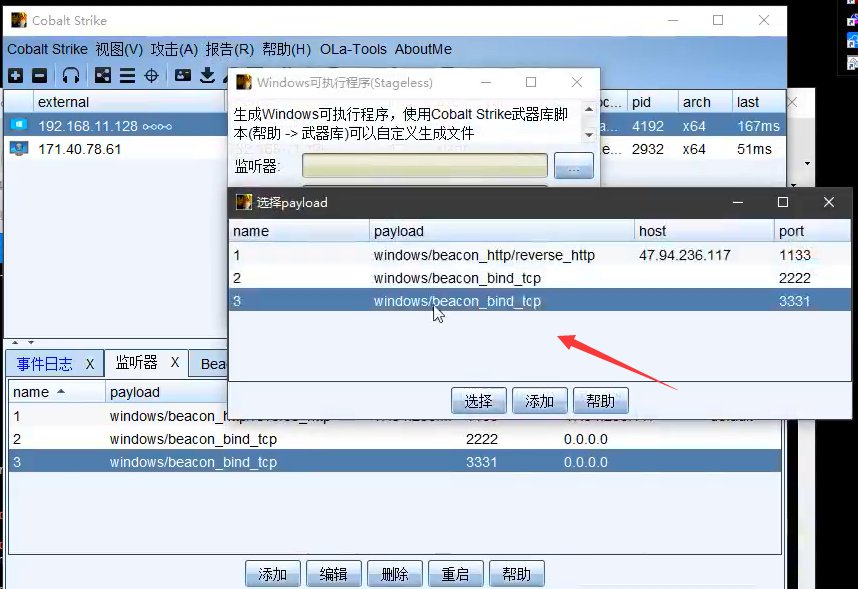 Cobalt Strike
Cobalt Strike 视图(V) 攻击(A) 报告(R) 帮助(H) OLa-Tools AboutMe
Windows可执行程序(Stageless)
external pid arch last
192.168.11.128 4192 x64 167ms
171.40.78.61 e... 2932 x64 51ms
生成Windows可执行程序，使用Cobalt Strike武器库脚
本(帮助 -> 武器库)可以自定义生成文件
监听器: ...
选择payload
name payload host port
1 windows/beacon_http/reverse_http 47.94.236.117 1133
2 windows/beacon_bind_tcp 2222
3 windows/beacon_bind_tcp 3331
选择 添加 帮助
事件日志 X 监听器 X Bea
name payload
1
2 windows/beacon_bind_tcp 2222 0.0.0.0
3 windows/beacon_bind_tcp 3331 0.0.0.0
添加 编辑 删除 重启 帮助